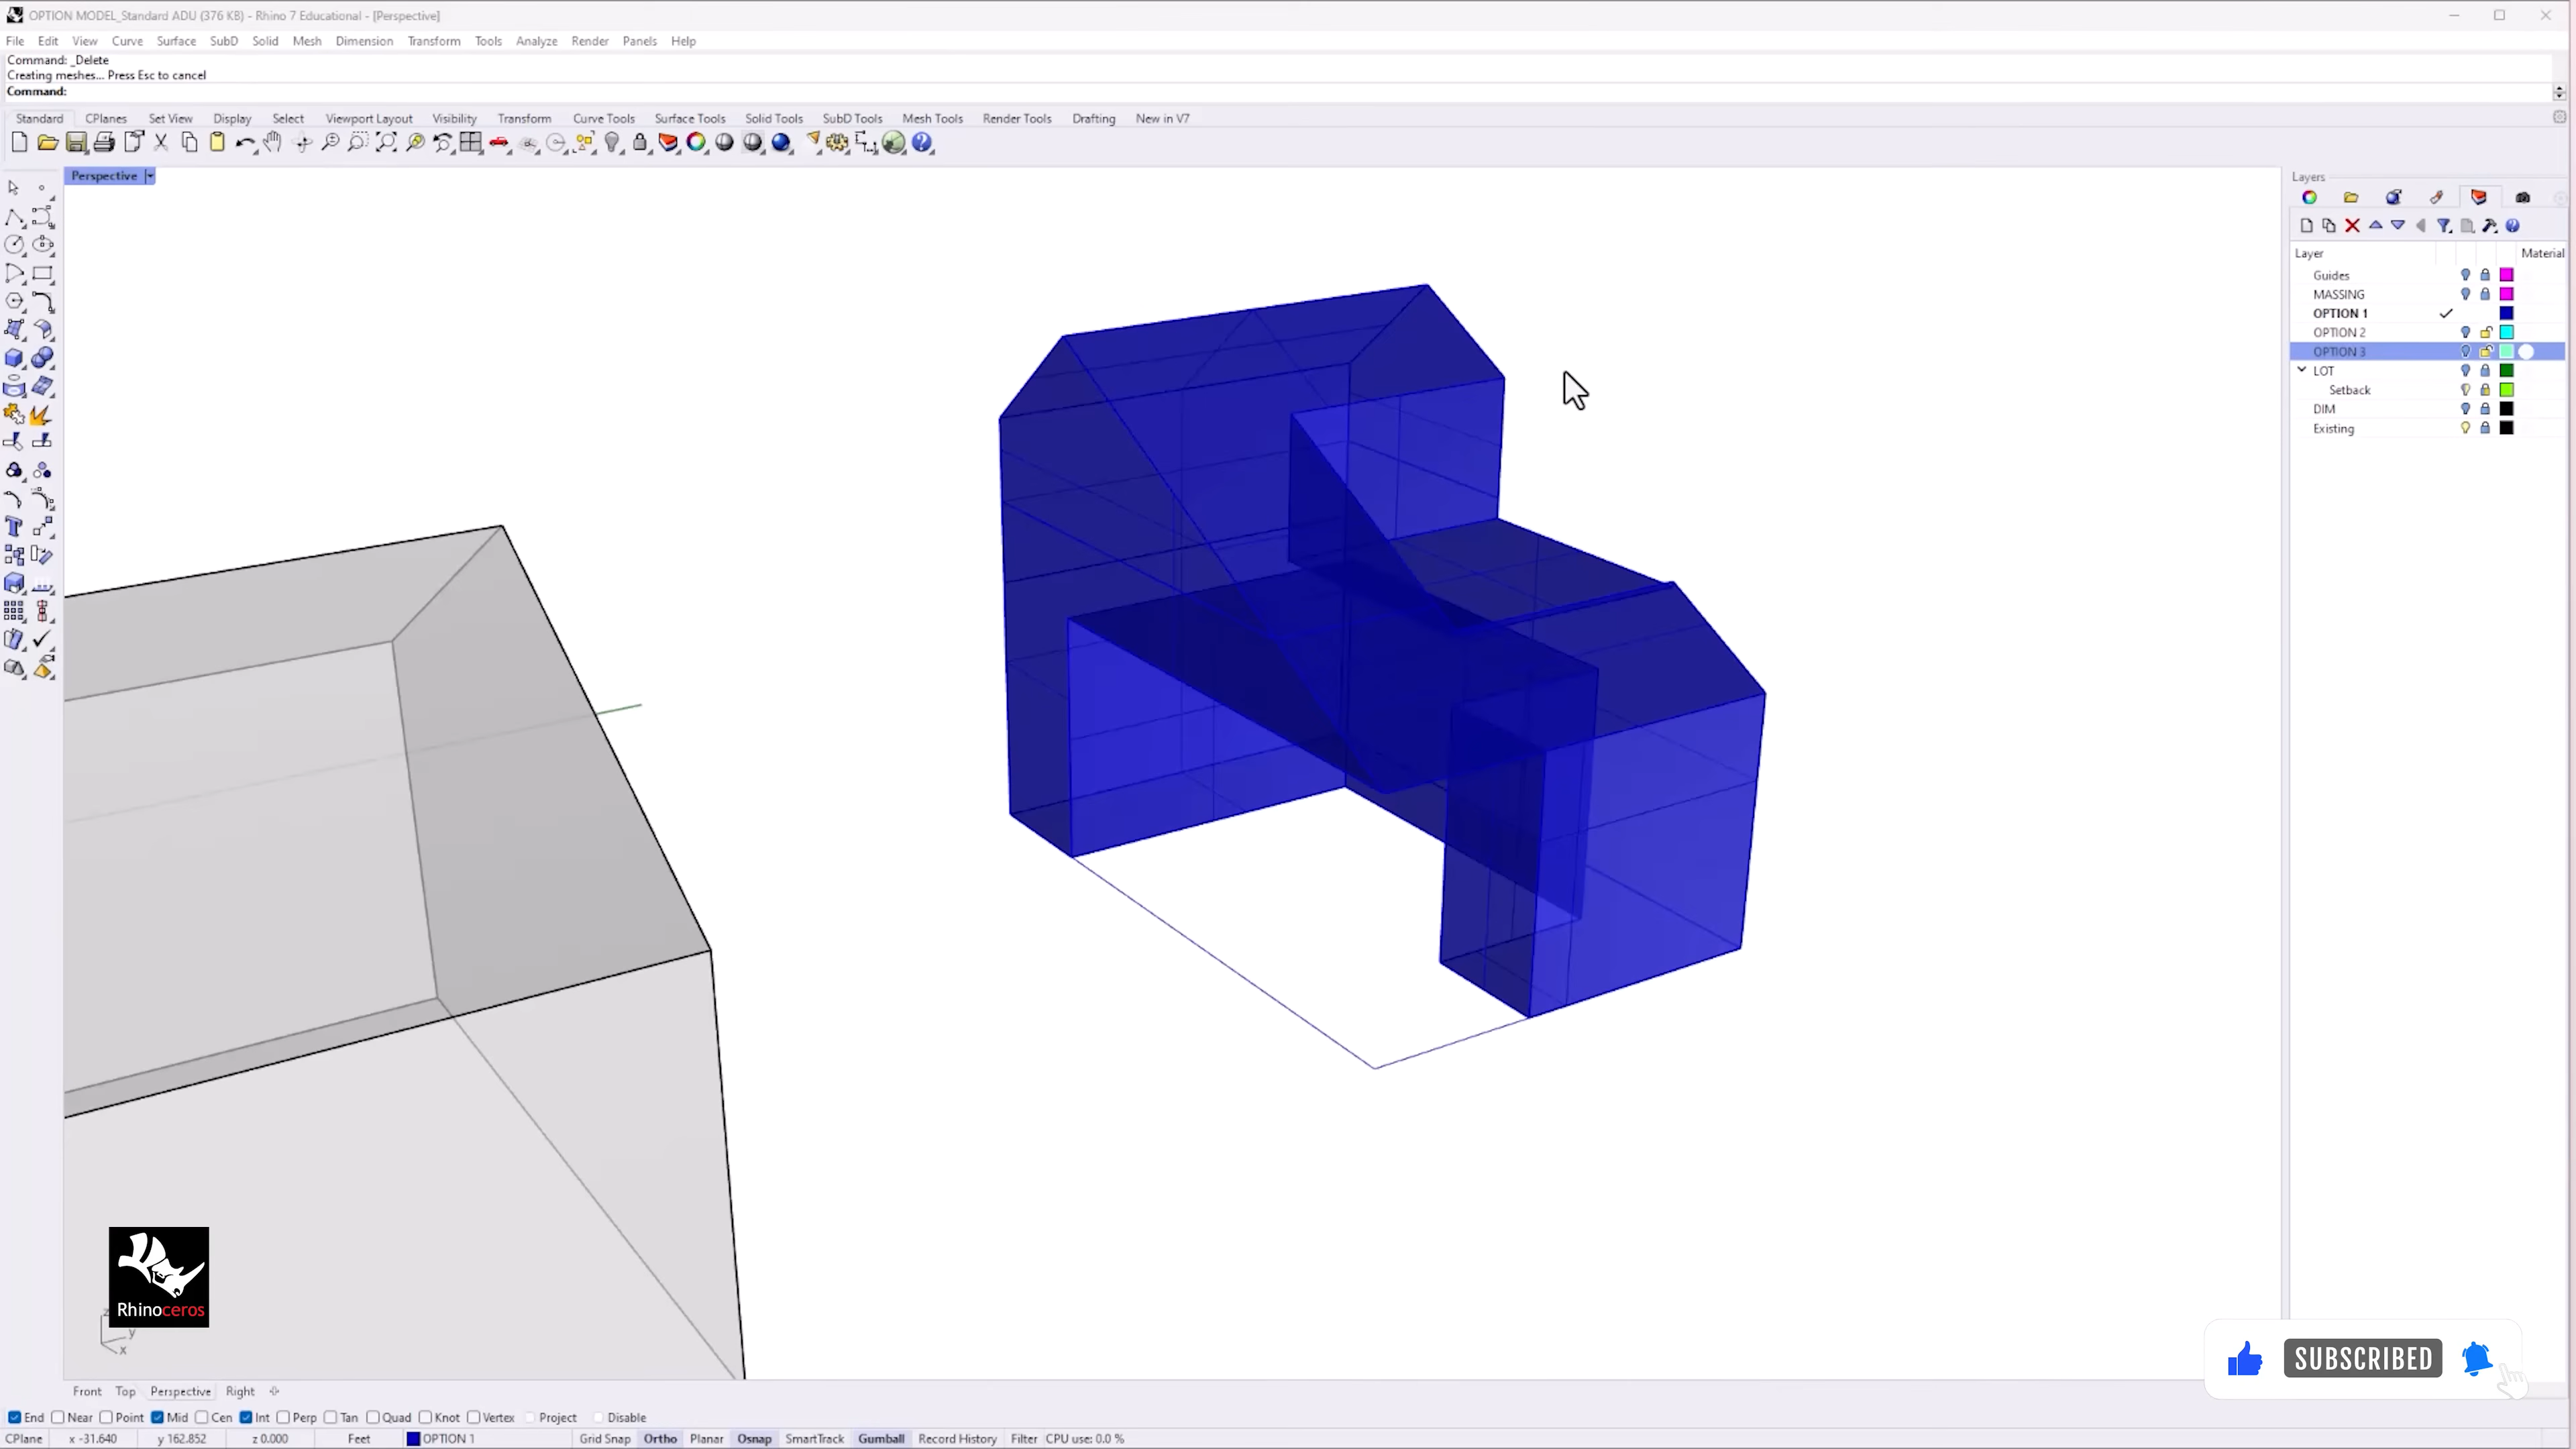 OPTION MODEL_Standard ADU (376 KB) - Rhino 7 Educational - [Perspective]
File Edit View Curve Surface SubD Solid Mesh Dimension Transform Tools Analyze Render Panels Help
Command: _Delete
Creating meshes... Press Esc to cancel
Command:
Standard CPlanes Set View Display Select Viewport Layout Visibility Transform Curve Tools Surface Tools Solid Tools SubD Tools Mesh Tools Render Tools Drafting New in V7
Perspective
Layers
Layer Material
Guides
MASSING
OPTION 1
OPTION 2
OPTION 3
LOT
Setback
DIM
Existing
Rhinoceros
z
y
x
SUBSCRIBED
Front Top Perspective Right
End Near Point Mid Cen Int Perp Tan Quad Knot Vertex Project Disable
CPlane x -31.640 y 162.852 z 0.000 Feet OPTION 1 Grid Snap Ortho Planar Osnap SmartTrack Gumball Record History Filter CPU use: 0.0 %